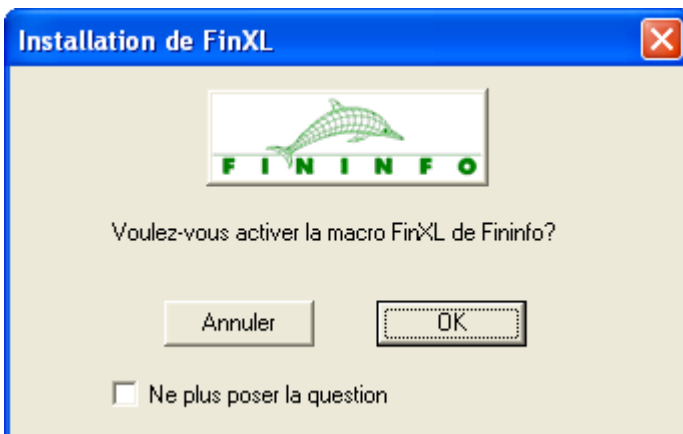 Installation de FinXL
FININFO
Voulez-vous activer la macro FinXL de Fininfo?
Annuler
OK
Ne plus poser la question